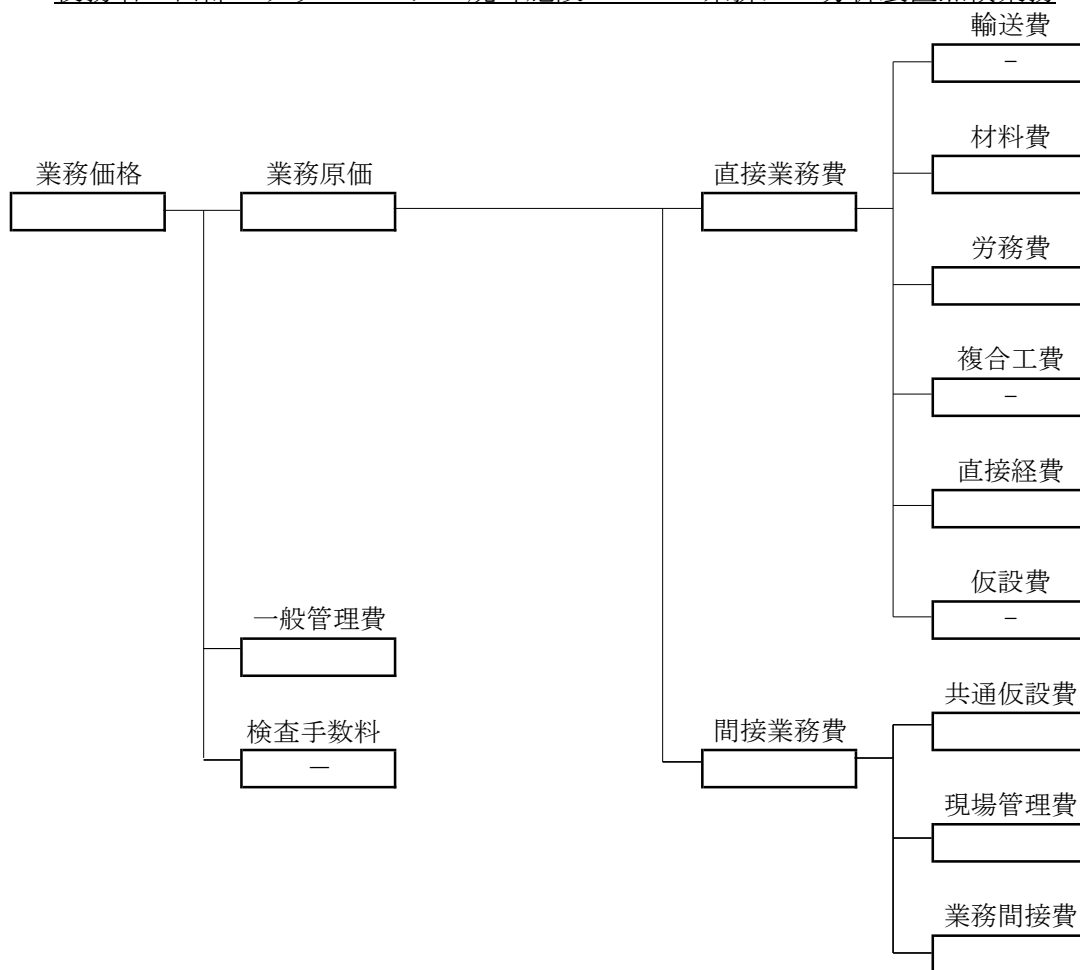 輸送費
－
材料費
業務価格
業務原価
直接業務費
労務費
複合工費
－
直接経費
仮設費
－
一般管理費
共通仮設費
検査手数料
－
間接業務費
現場管理費
業務間接費